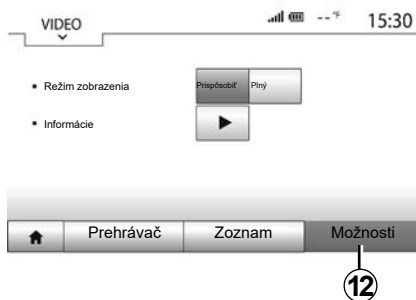 VIDEO
--°F 15:30
▪ Režim zobrazenia Prispôsobiť Plný
▪ Informácie
Prehrávač Zoznam Možnosti
12